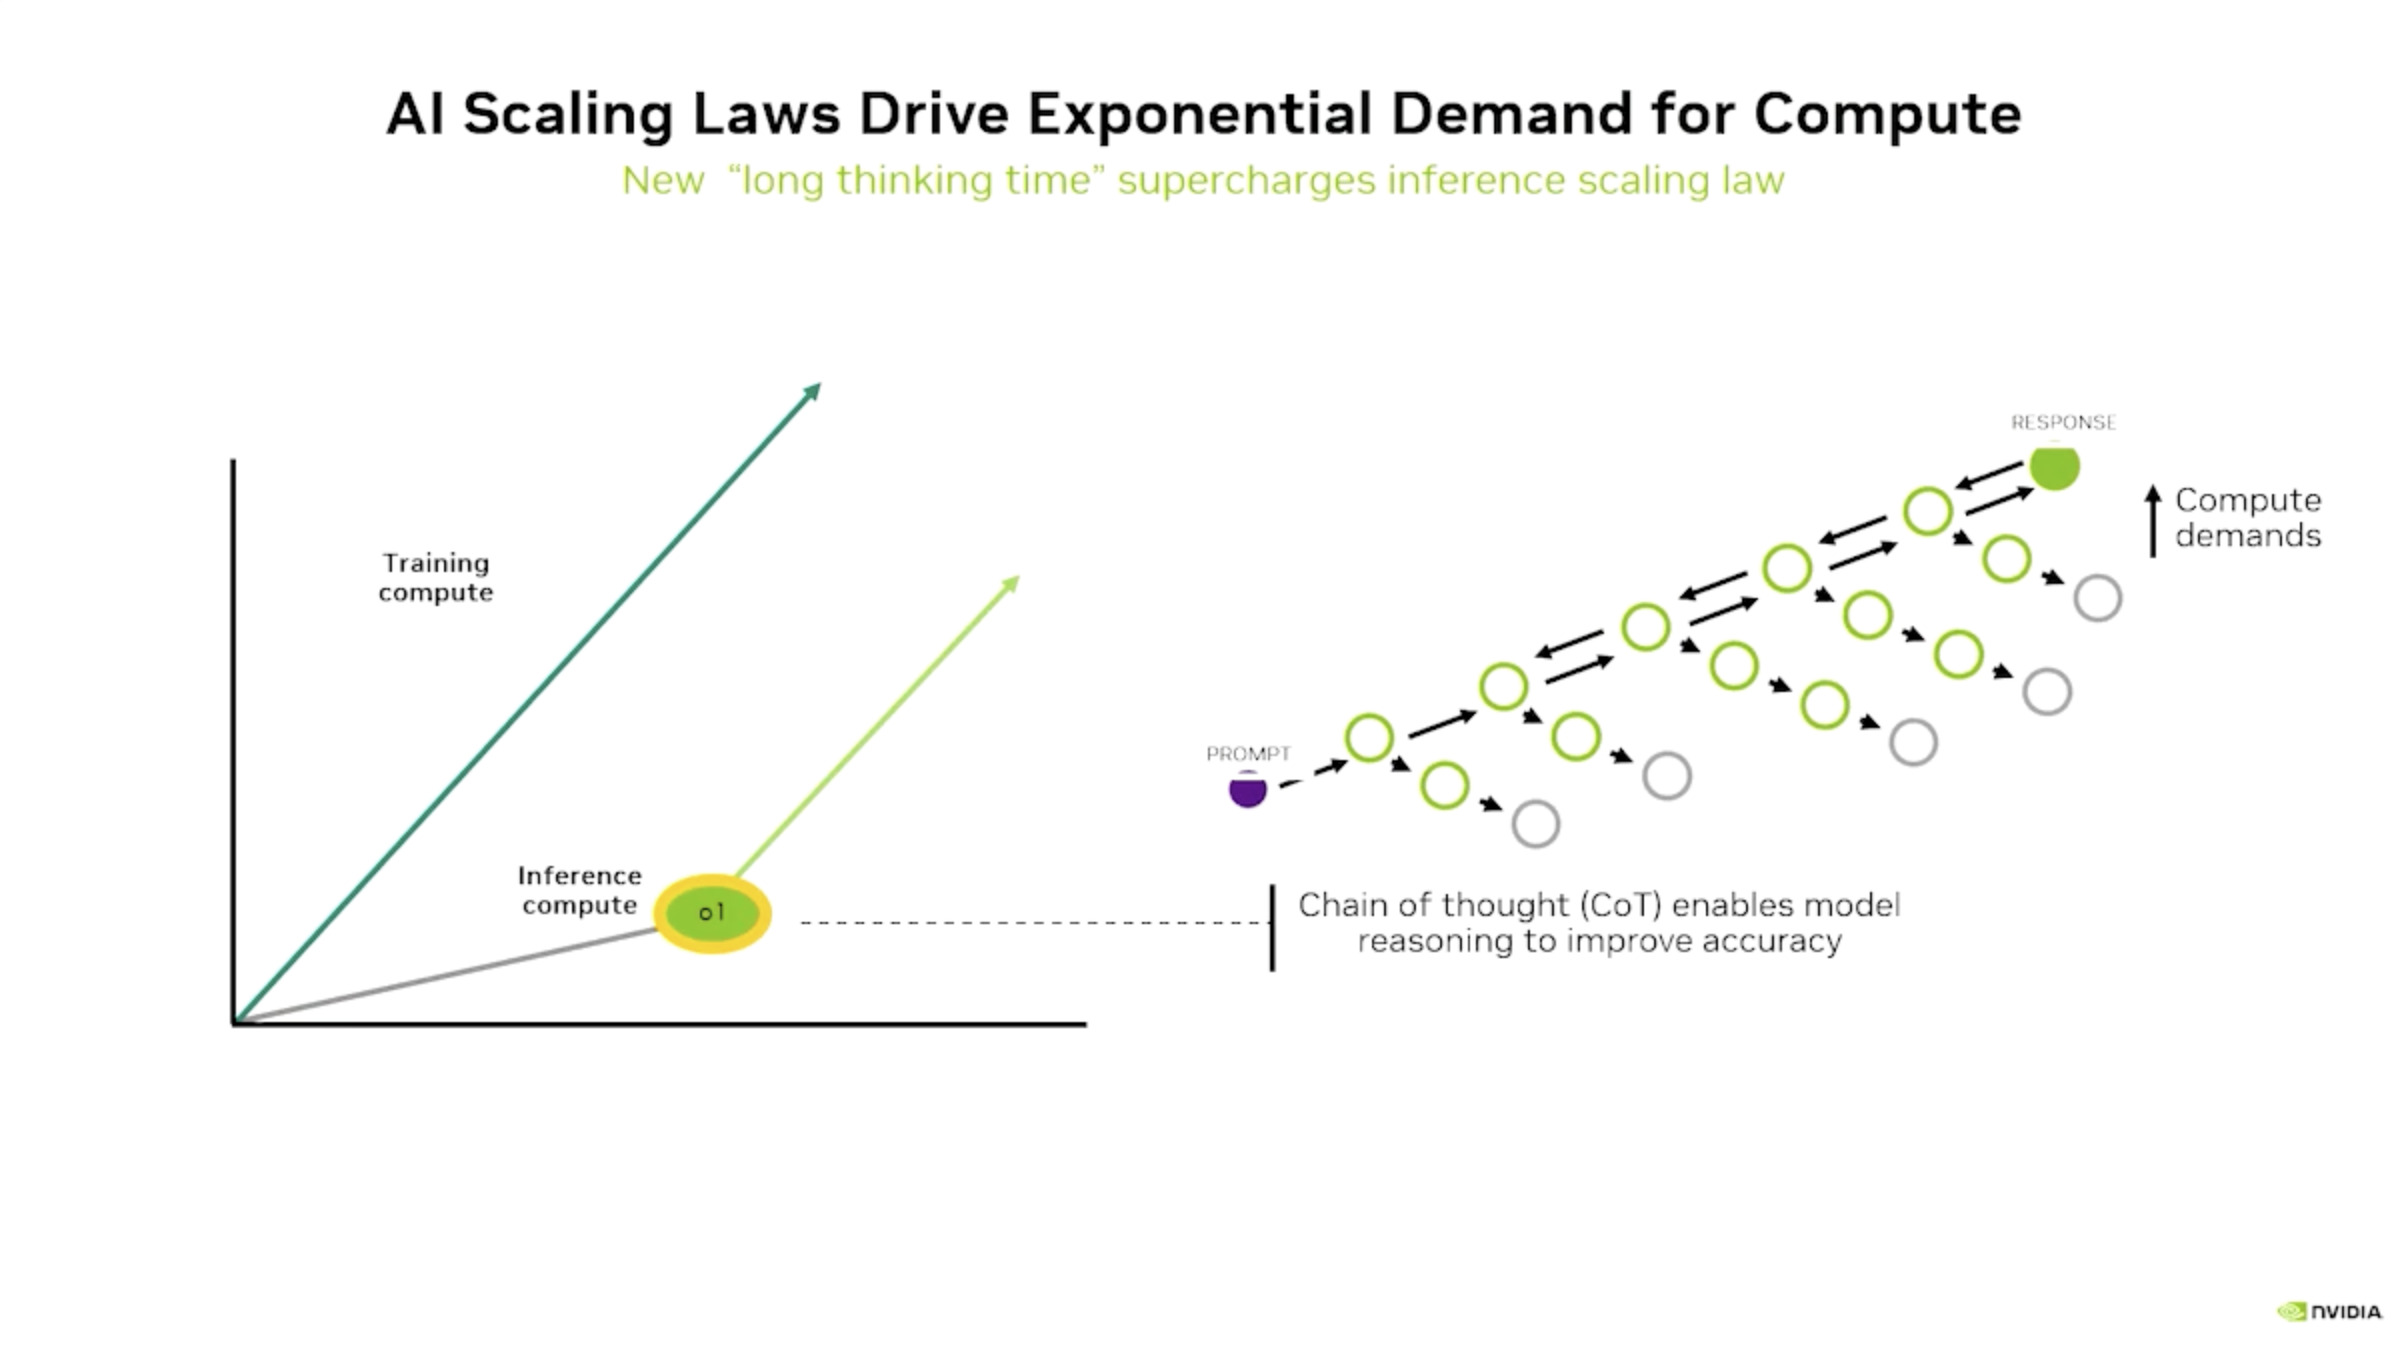 AI Scaling Laws Drive Exponential Demand for Compute
New “long thinking time” supercharges inference scaling law
Training
compute
Inference
compute
o1
PROMPT
RESPONSE
Compute
demands
Chain of thought (CoT) enables model
reasoning to improve accuracy
NVIDIA